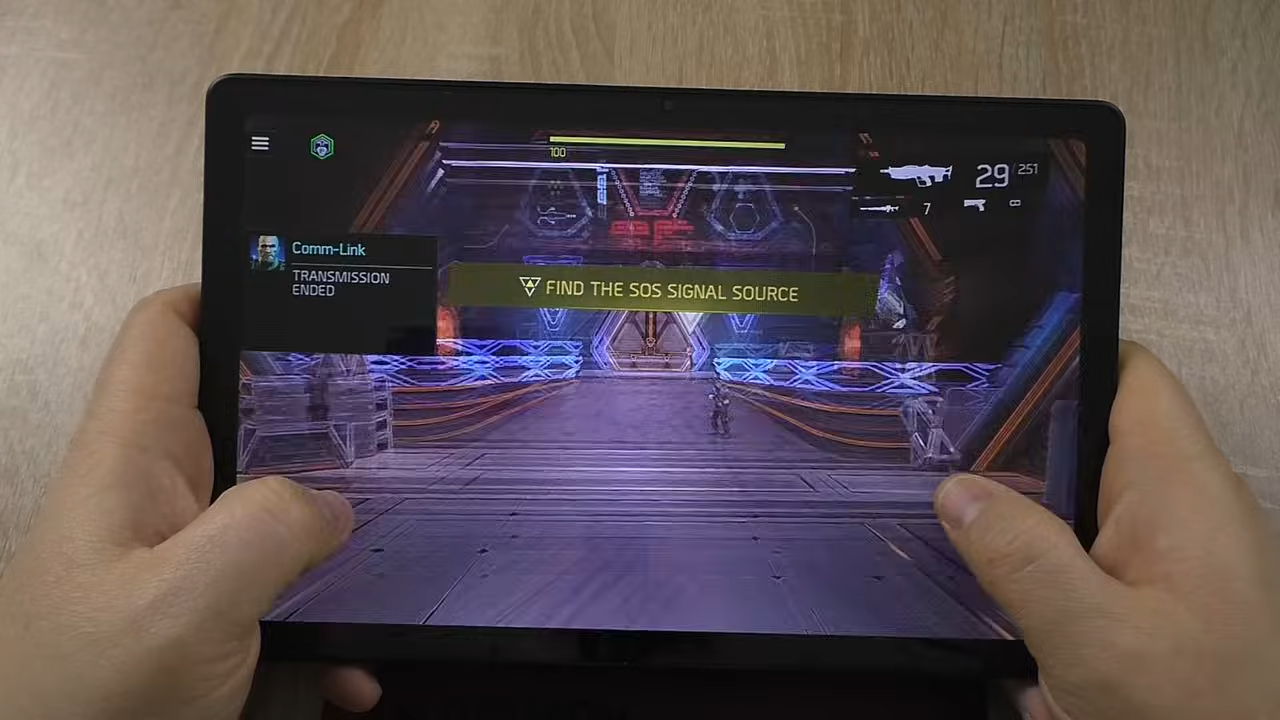 100
29/251
7
Comm-Link
TRANSMISSION
ENDED
FIND THE SOS SIGNAL SOURCE